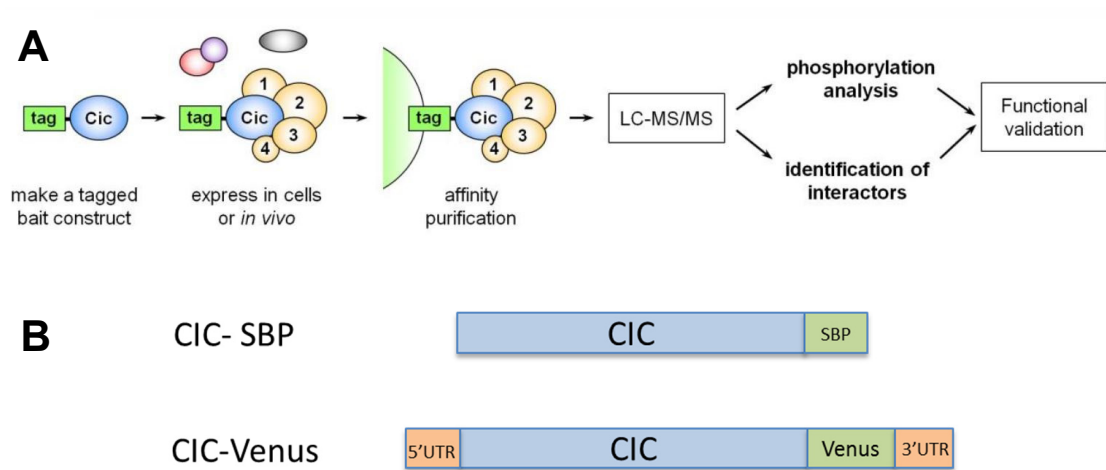 A
tag
Cic
make a tagged
bait construct
tag
Cic
1
2
3
4
express in cells
or in vivo
tag
Cic
1
2
3
4
affinity
purification
LC-MS/MS
phosphorylation
analysis
identification of
interactors
Functional
validation
B
CIC- SBP
CIC
SBP
CIC-Venus
5'UTR
CIC
Venus
3'UTR